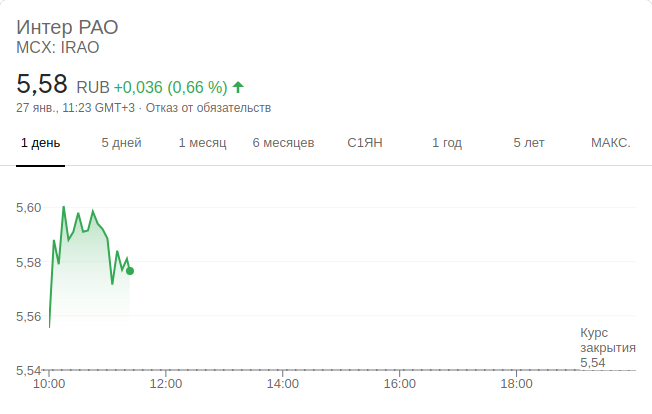 Интер РАО
MCX: IRAO
5,58 RUB +0,036 (0,66 %)
27 янв., 11:23 GMT+3 · Отказ от обязательств
1 день 5 дней 1 месяц 6 месяцев С1ЯН 1 год 5 лет МАКС.
5,60
5,58
5,56
Курс
закрытия
5,54
5,54
10:00 12:00 14:00 16:00 18:00